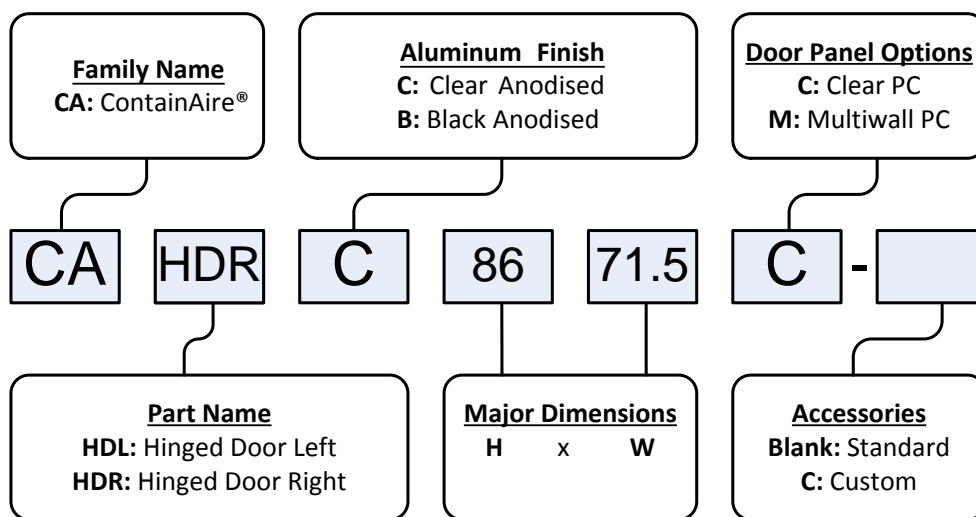 Family Name
CA: ContainAire®
Aluminum Finish
C: Clear Anodised
B: Black Anodised
Door Panel Options
C: Clear PC
M: Multiwall PC
CA HDR C 86 71.5 C -
Part Name
HDL: Hinged Door Left
HDR: Hinged Door Right
Major Dimensions
H x W
Accessories
Blank: Standard
C: Custom